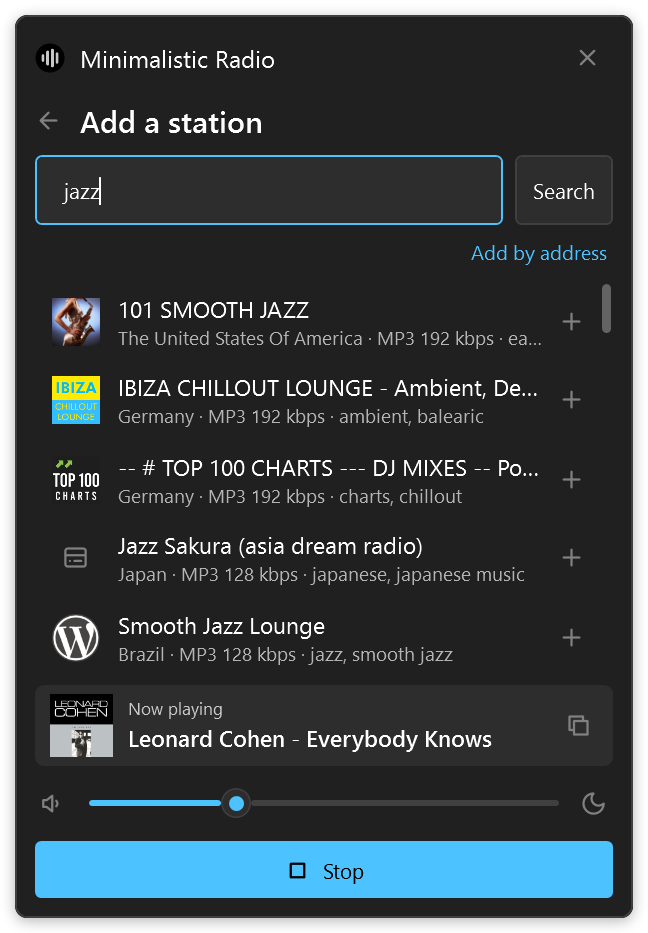 Minimalistic Radio
Add a station
jazz
Search
Add by address
101 SMOOTH JAZZ
The United States Of America · MP3 192 kbps · ea...
IBIZA
CHILLOUT
LOUNGE
IBIZA CHILLOUT LOUNGE - Ambient, De...
Germany · MP3 192 kbps · ambient, balearic
TOP 100
CHARTS
-- # TOP 100 CHARTS --- DJ MIXES -- Po...
Germany · MP3 192 kbps · charts, chillout
Jazz Sakura (asia dream radio)
Japan · MP3 128 kbps · japanese, japanese music
Smooth Jazz Lounge
Brazil · MP3 128 kbps · jazz, smooth jazz
LEONARD
COHEN
Now playing
Leonard Cohen - Everybody Knows
Stop